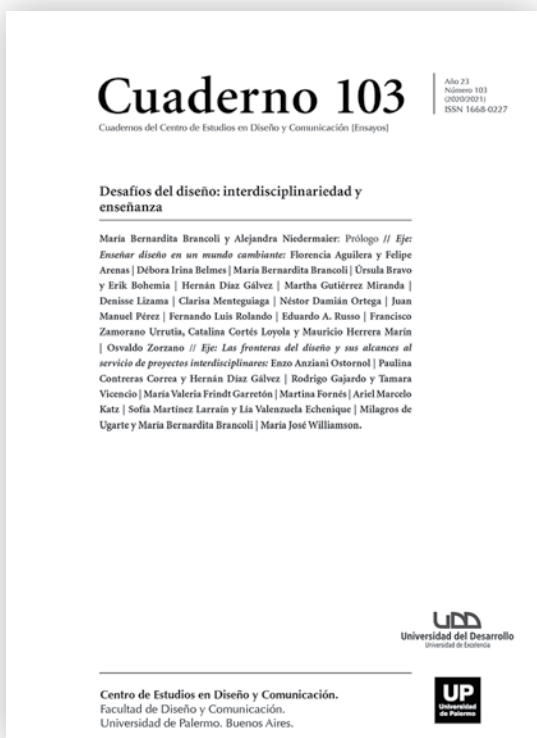 Cuaderno 103
Cuadernos del Centro de Estudios en Diseño y Comunicación [Ensayos]
Año 23
Número 103
(2020/2021)
ISSN 1668-0227
Desafíos del diseño: interdisciplinariedad y
enseñanza
María Bernardita Brancoli y Alejandra Niedermaier: Prólogo // Eje:
Enseñar diseño en un mundo cambiante: Florencia Aguilera y Felipe
Arenas | Débora Irina Belmes | María Bernardita Brancoli | Úrsula Bravo
y Erik Bohemia | Hernán Díaz Gálvez | Martha Gutiérrez Miranda |
Denisse Lizama | Clarisa Menteguiaga | Néstor Damián Ortega | Juan
Manuel Pérez | Fernando Luis Rolando | Eduardo A. Russo | Francisco
Zamorano Urrutia, Catalina Cortés Loyola y Mauricio Herrera Marín
| Osvaldo Zorzano // Eje: Las fronteras del diseño y sus alcances al
servicio de proyectos interdisciplinares: Enzo Anziani Ostornol | Paulina
Contreras Correa y Hernán Díaz Gálvez | Rodrigo Gajardo y Tamara
Vicencio | María Valeria Frindt Garretón | Martina Fornés | Ariel Marcelo
Katz | Sofía Martínez Larraín y Lía Valenzuela Echenique | Milagros de
Ugarte y María Bernardita Brancoli | María José Williamson.
UDD
Universidad del Desarrollo
Universidad de Excelencia
Centro de Estudios en Diseño y Comunicación.
Facultad de Diseño y Comunicación.
Universidad de Palermo. Buenos Aires.
UP
Universidad
de Palermo